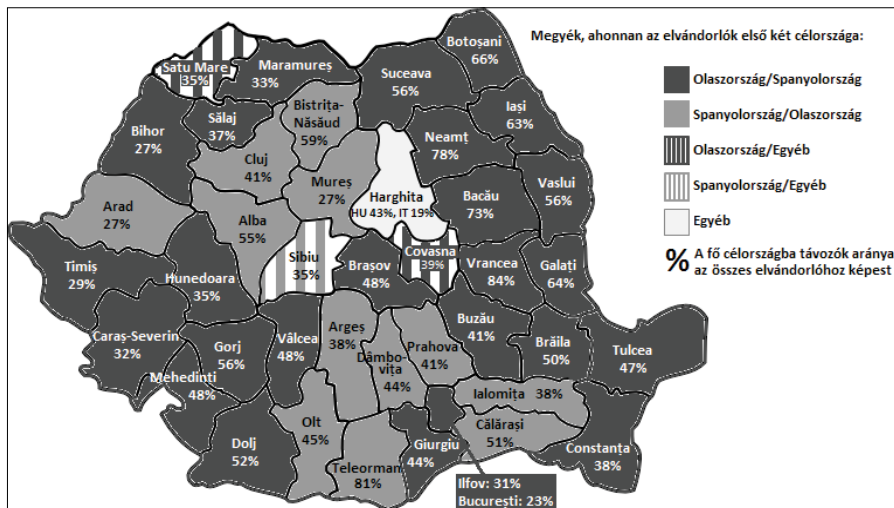 Megyék, ahonnan az elvándorlók első két célországa:
Olaszország/Spanyolország
Spanyolország/Olaszország
Olaszország/Egyéb
Spanyolország/Egyéb
Egyéb
% A fő célországba távozók aránya
az összes elvándorlóhoz képest
Satu Mare
35%
Maramureș
33%
Suceava
56%
Botoșani
66%
Iași
63%
Bihor
27%
Sălaj
37%
Bistrița-
Năsăud
59%
Neamț
78%
Cluj
41%
Mureș
27%
Harghita
HU 43%, IT 19%
Bacău
73%
Vaslui
56%
Arad
27%
Alba
55%
Sibiu
35%
Brașov
48%
Covasna
39%
Vrancea
84%
Galați
64%
Timiș
29%
Hunedoara
35%
Caraș-Severin
32%
Gorj
56%
Vâlcea
48%
Argeș
38%
Dâmbo-
vița
44%
Prahova
41%
Buzău
41%
Brăila
50%
Tulcea
47%
Mehedinti
48%
Dolj
52%
Olt
45%
Teleorman
81%
Giurgiu
44%
Ialomița 38%
Călărași
51%
Constanța
38%
Ilfov: 31%
București: 23%